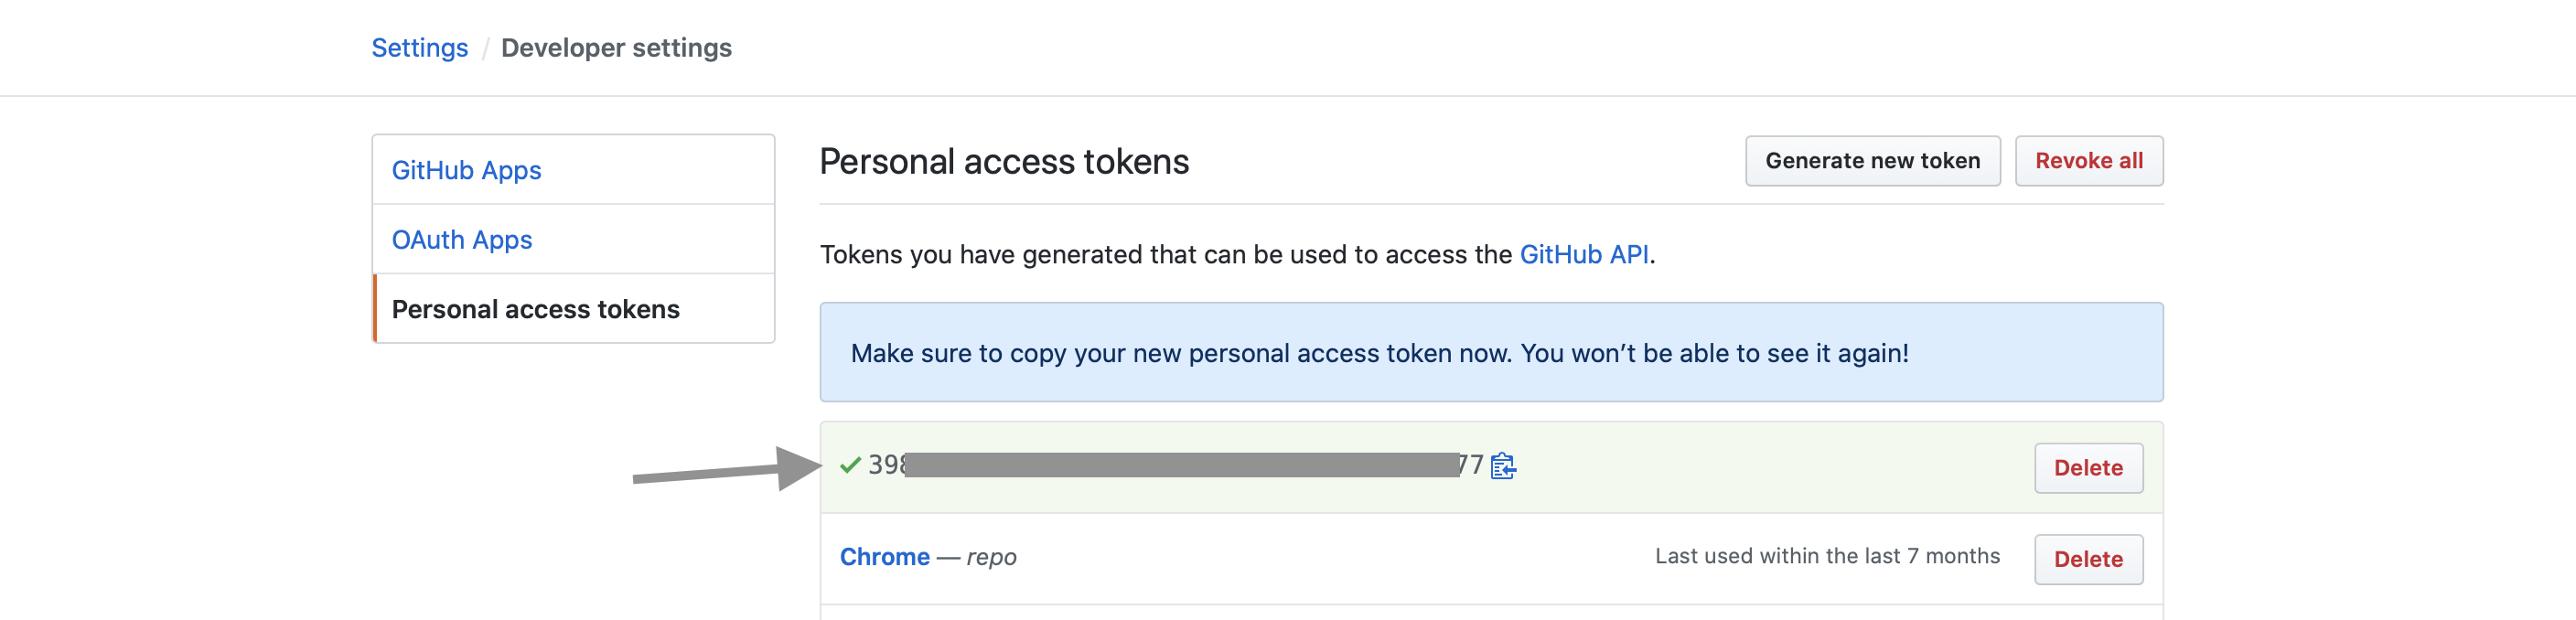 Settings / Developer settings
GitHub Apps
OAuth Apps
Personal access tokens
Personal access tokens
Generate new token
Revoke all
Tokens you have generated that can be used to access the GitHub API.
Make sure to copy your new personal access token now. You won’t be able to see it again!
398 77
Delete
Chrome — repo
Last used within the last 7 months
Delete